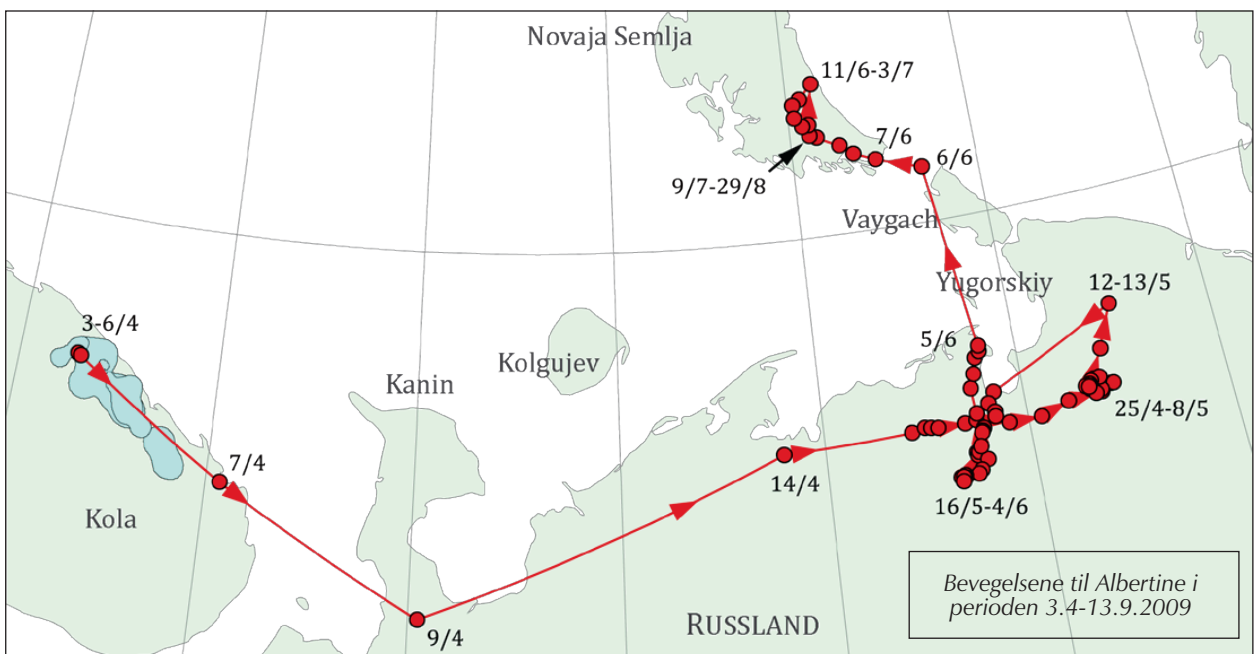 Novaja Semlja
11/6-3/7
7/6
6/6
9/7-29/8
Vaygach
Yugorskiy
12-13/5
3-6/4
5/6
Kolgujev
Kanin
25/4-8/5
7/4
14/4
16/5-4/6
Kola
Bevegelsene til Albertine i
perioden 3.4-13.9.2009
RUSSLAND
9/4